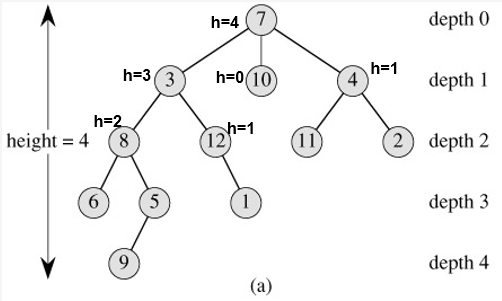 h=4 7 depth 0
h=3 3 h=0 10 4 h=1 depth 1
height = 4 h=2 8 12 h=1 11 2 depth 2
6 5 1 depth 3
9 depth 4
(a)